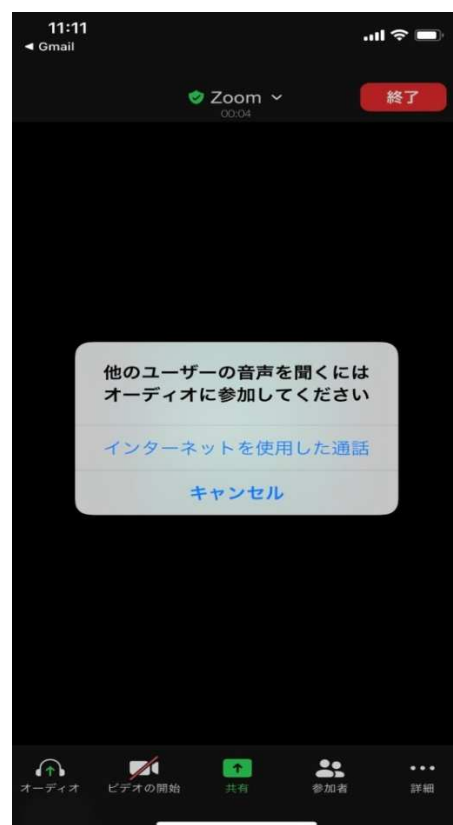 11:11
◀ Gmail
Zoom
00:04
終了
他のユーザーの音声を聞くには
オーディオに参加してください
インターネットを使用した通話
キャンセル
オーディオ
ビデオの開始
共有
参加者
詳細